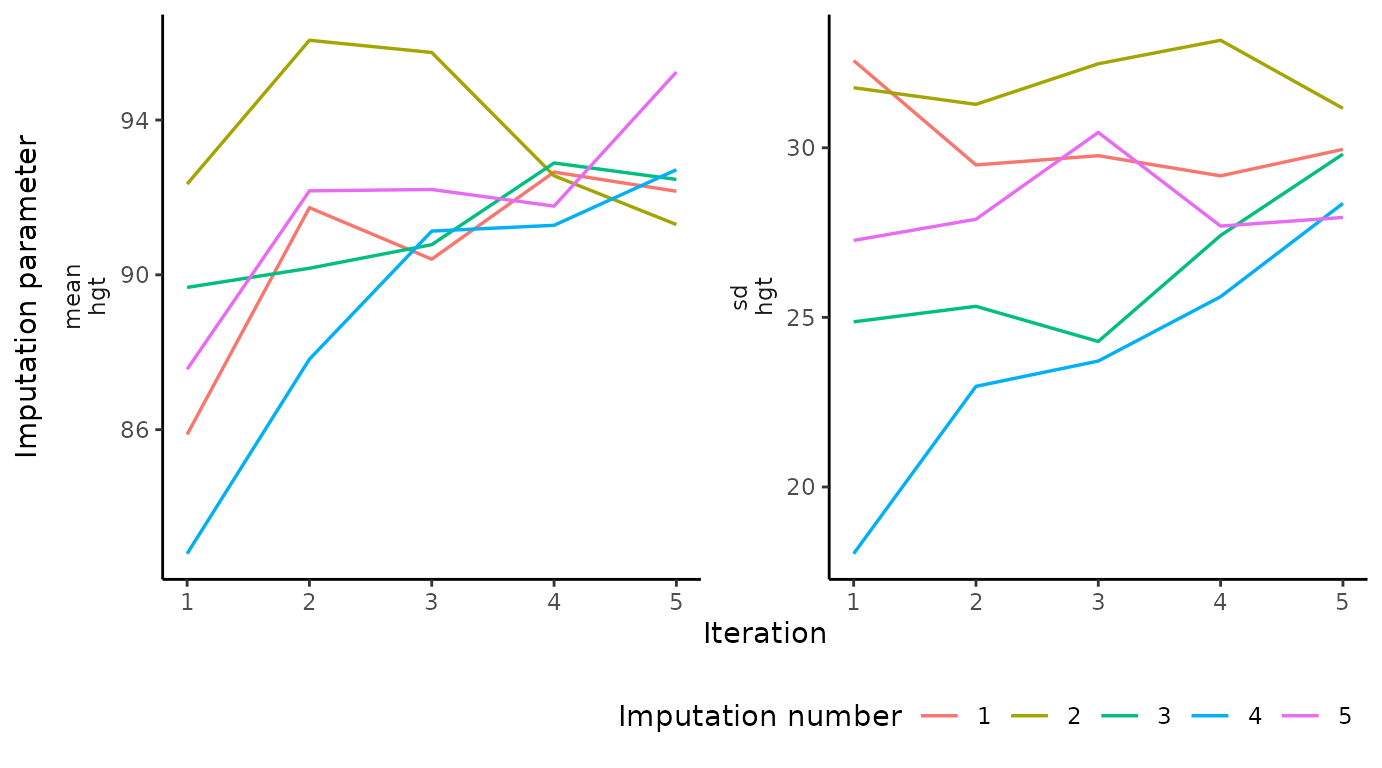 Imputation parameter
mean
hgt
94
90
86
1 2 3 4 5
sd
hgt
30
25
20
1 2 3 4 5
Iteration
Imputation number 1 2 3 4 5